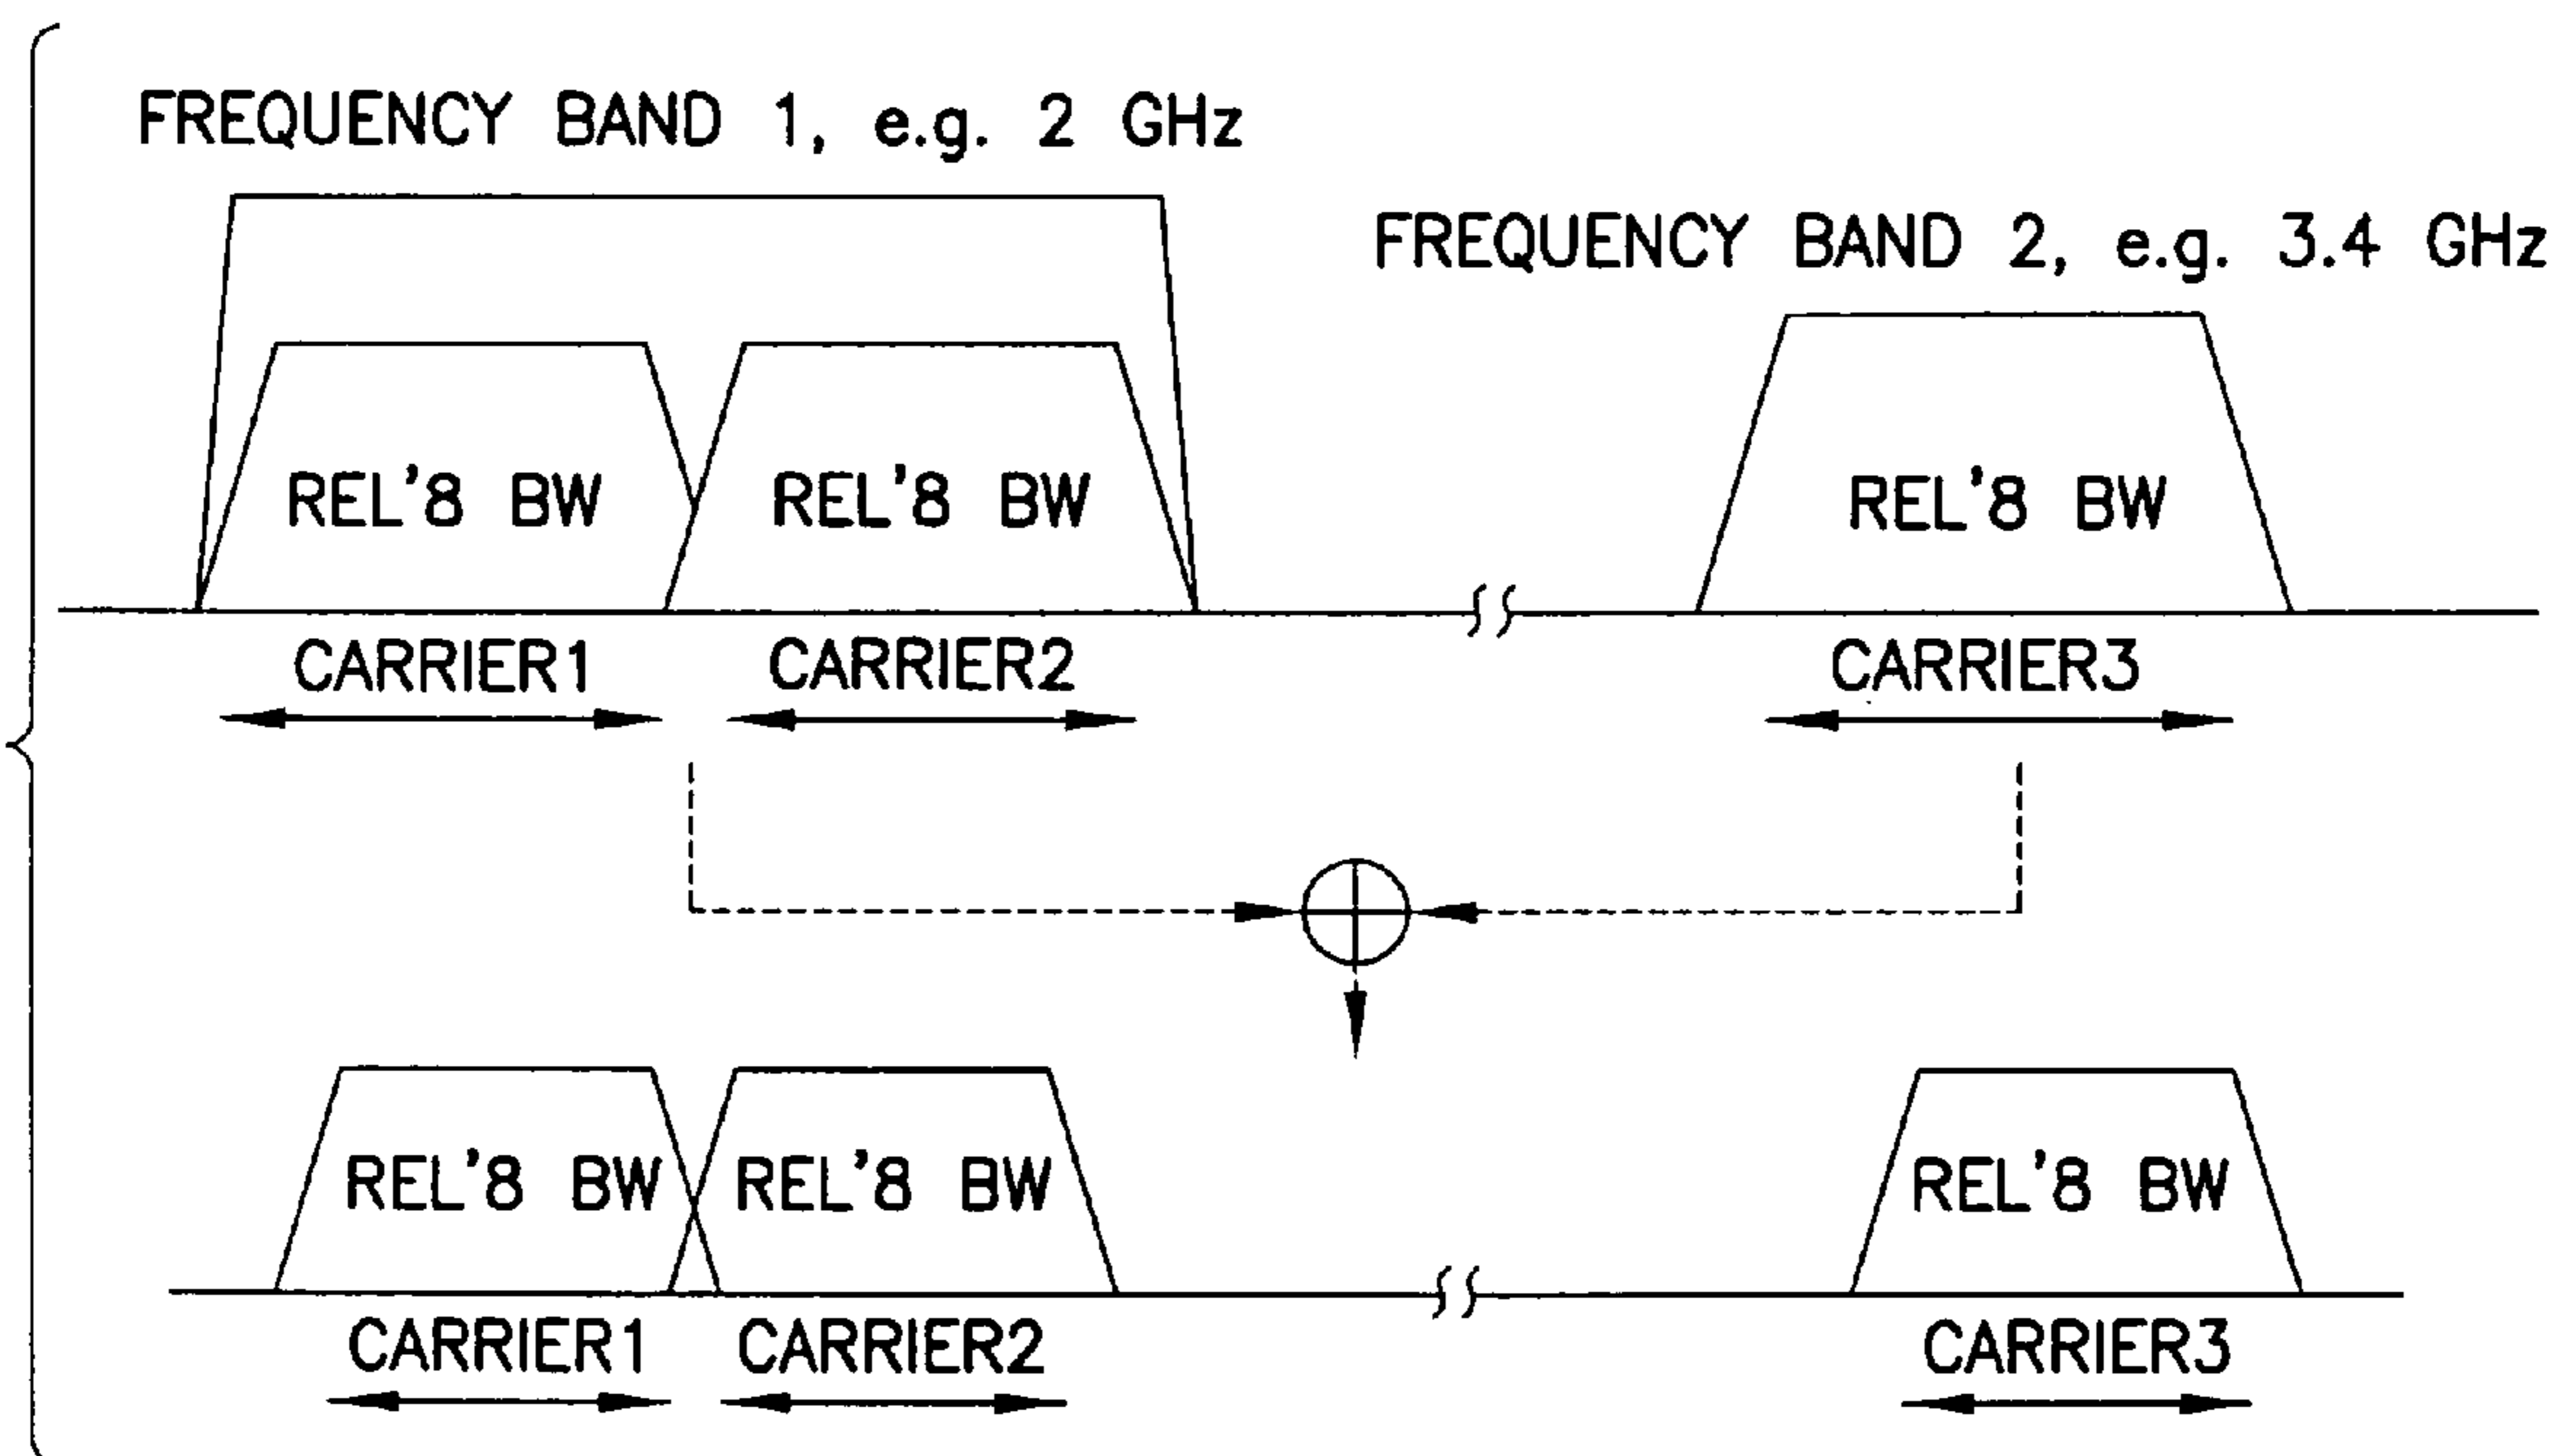 FREQUENCY BAND 1, e.g. 2 GHz
FREQUENCY BAND 2, e.g. 3.4 GHz
REL'8 BW
REL'8 BW
REL'8 BW
CARRIER1
CARRIER2
CARRIER3
REL'8 BW
REL'8 BW
REL'8 BW
CARRIER1
CARRIER2
CARRIER3